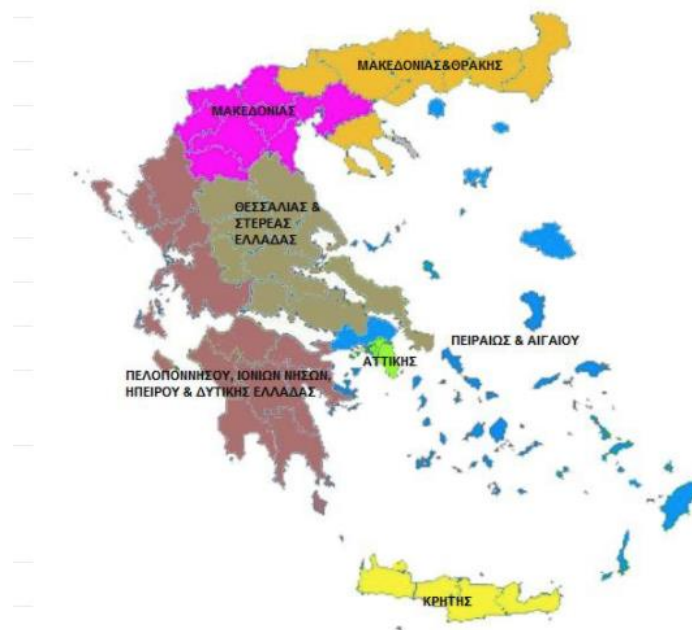 ΜΑΚΕΔΟΝΙΑΣ&ΘΡΑΚΗΣ
ΜΑΚΕΔΟΝΙΑΣ
ΘΕΣΣΑΛΙΑΣ &
ΣΤΕΡΕΑΣ
ΕΛΛΑΔΑΣ
ΠΕΙΡΑΙΩΣ & ΑΙΓΑΙΟΥ
ΑΤΤΙΚΗΣ
ΠΕΛΟΠΟΝΝΗΣΟΥ, ΙΟΝΙΩΝ ΝΗΣΩΝ,
ΗΠΕΙΡΟΥ & ΔΥΤΙΚΗΣ ΕΛΛΑΔΑΣ
ΚΡΗΤΗΣ